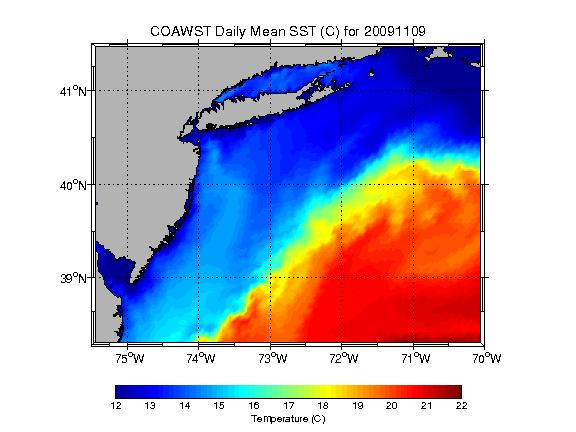 COAWST Daily Mean SST (C) for 20091109
41°N
40°N
39°N
75°W 74°W 73°W 72°W 71°W 70°W
12 13 14 15 16 17 18 19 20 21 22
Temperature (C)